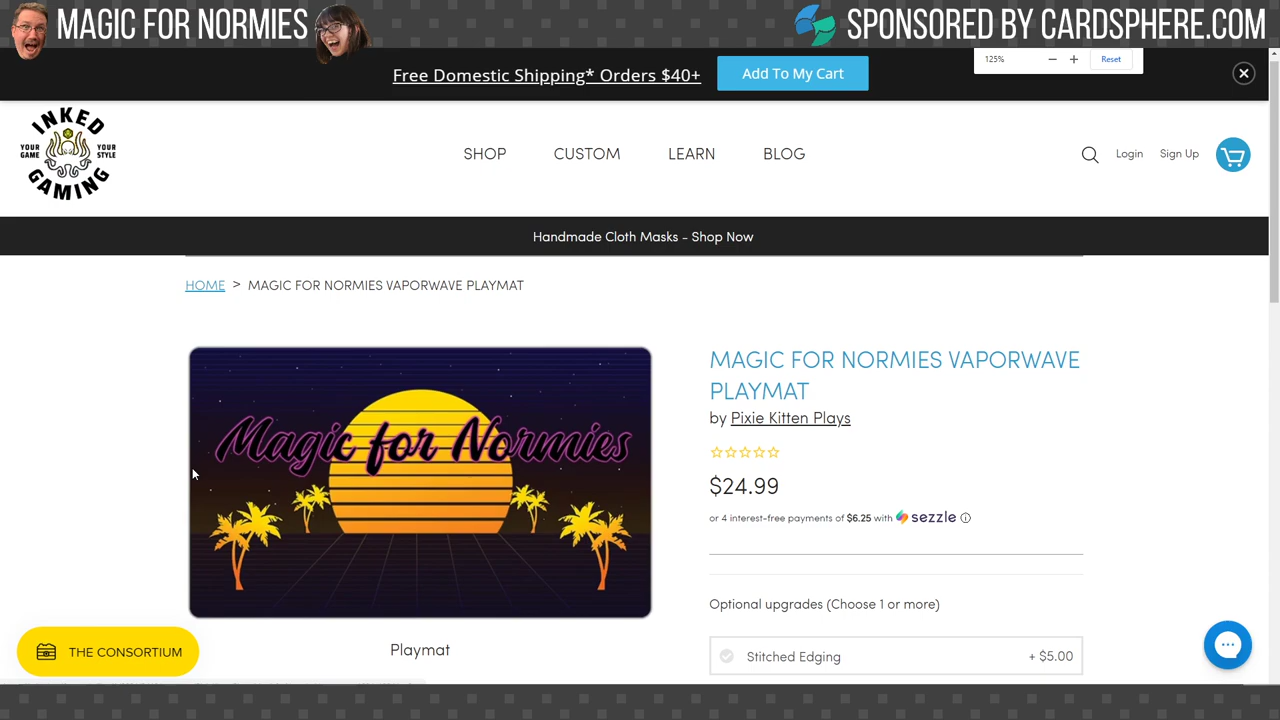 MAGIC FOR NORMIES
SPONSORED BY CARDSPHERE.COM
Free Domestic Shipping* Orders $40+
Add To My Cart
125%
Reset
INKED
YOUR GAME
YOUR STYLE
GAMING
SHOP
CUSTOM
LEARN
BLOG
Login
Sign Up
Handmade Cloth Masks - Shop Now
HOME > MAGIC FOR NORMIES VAPORWAVE PLAYMAT
Magic for Normies
Playmat
MAGIC FOR NORMIES VAPORWAVE
PLAYMAT
by Pixie Kitten Plays
$24.99
or 4 interest-free payments of $6.25 with sezzle
Optional upgrades (Choose 1 or more)
Stitched Edging
+ $5.00
THE CONSORTIUM